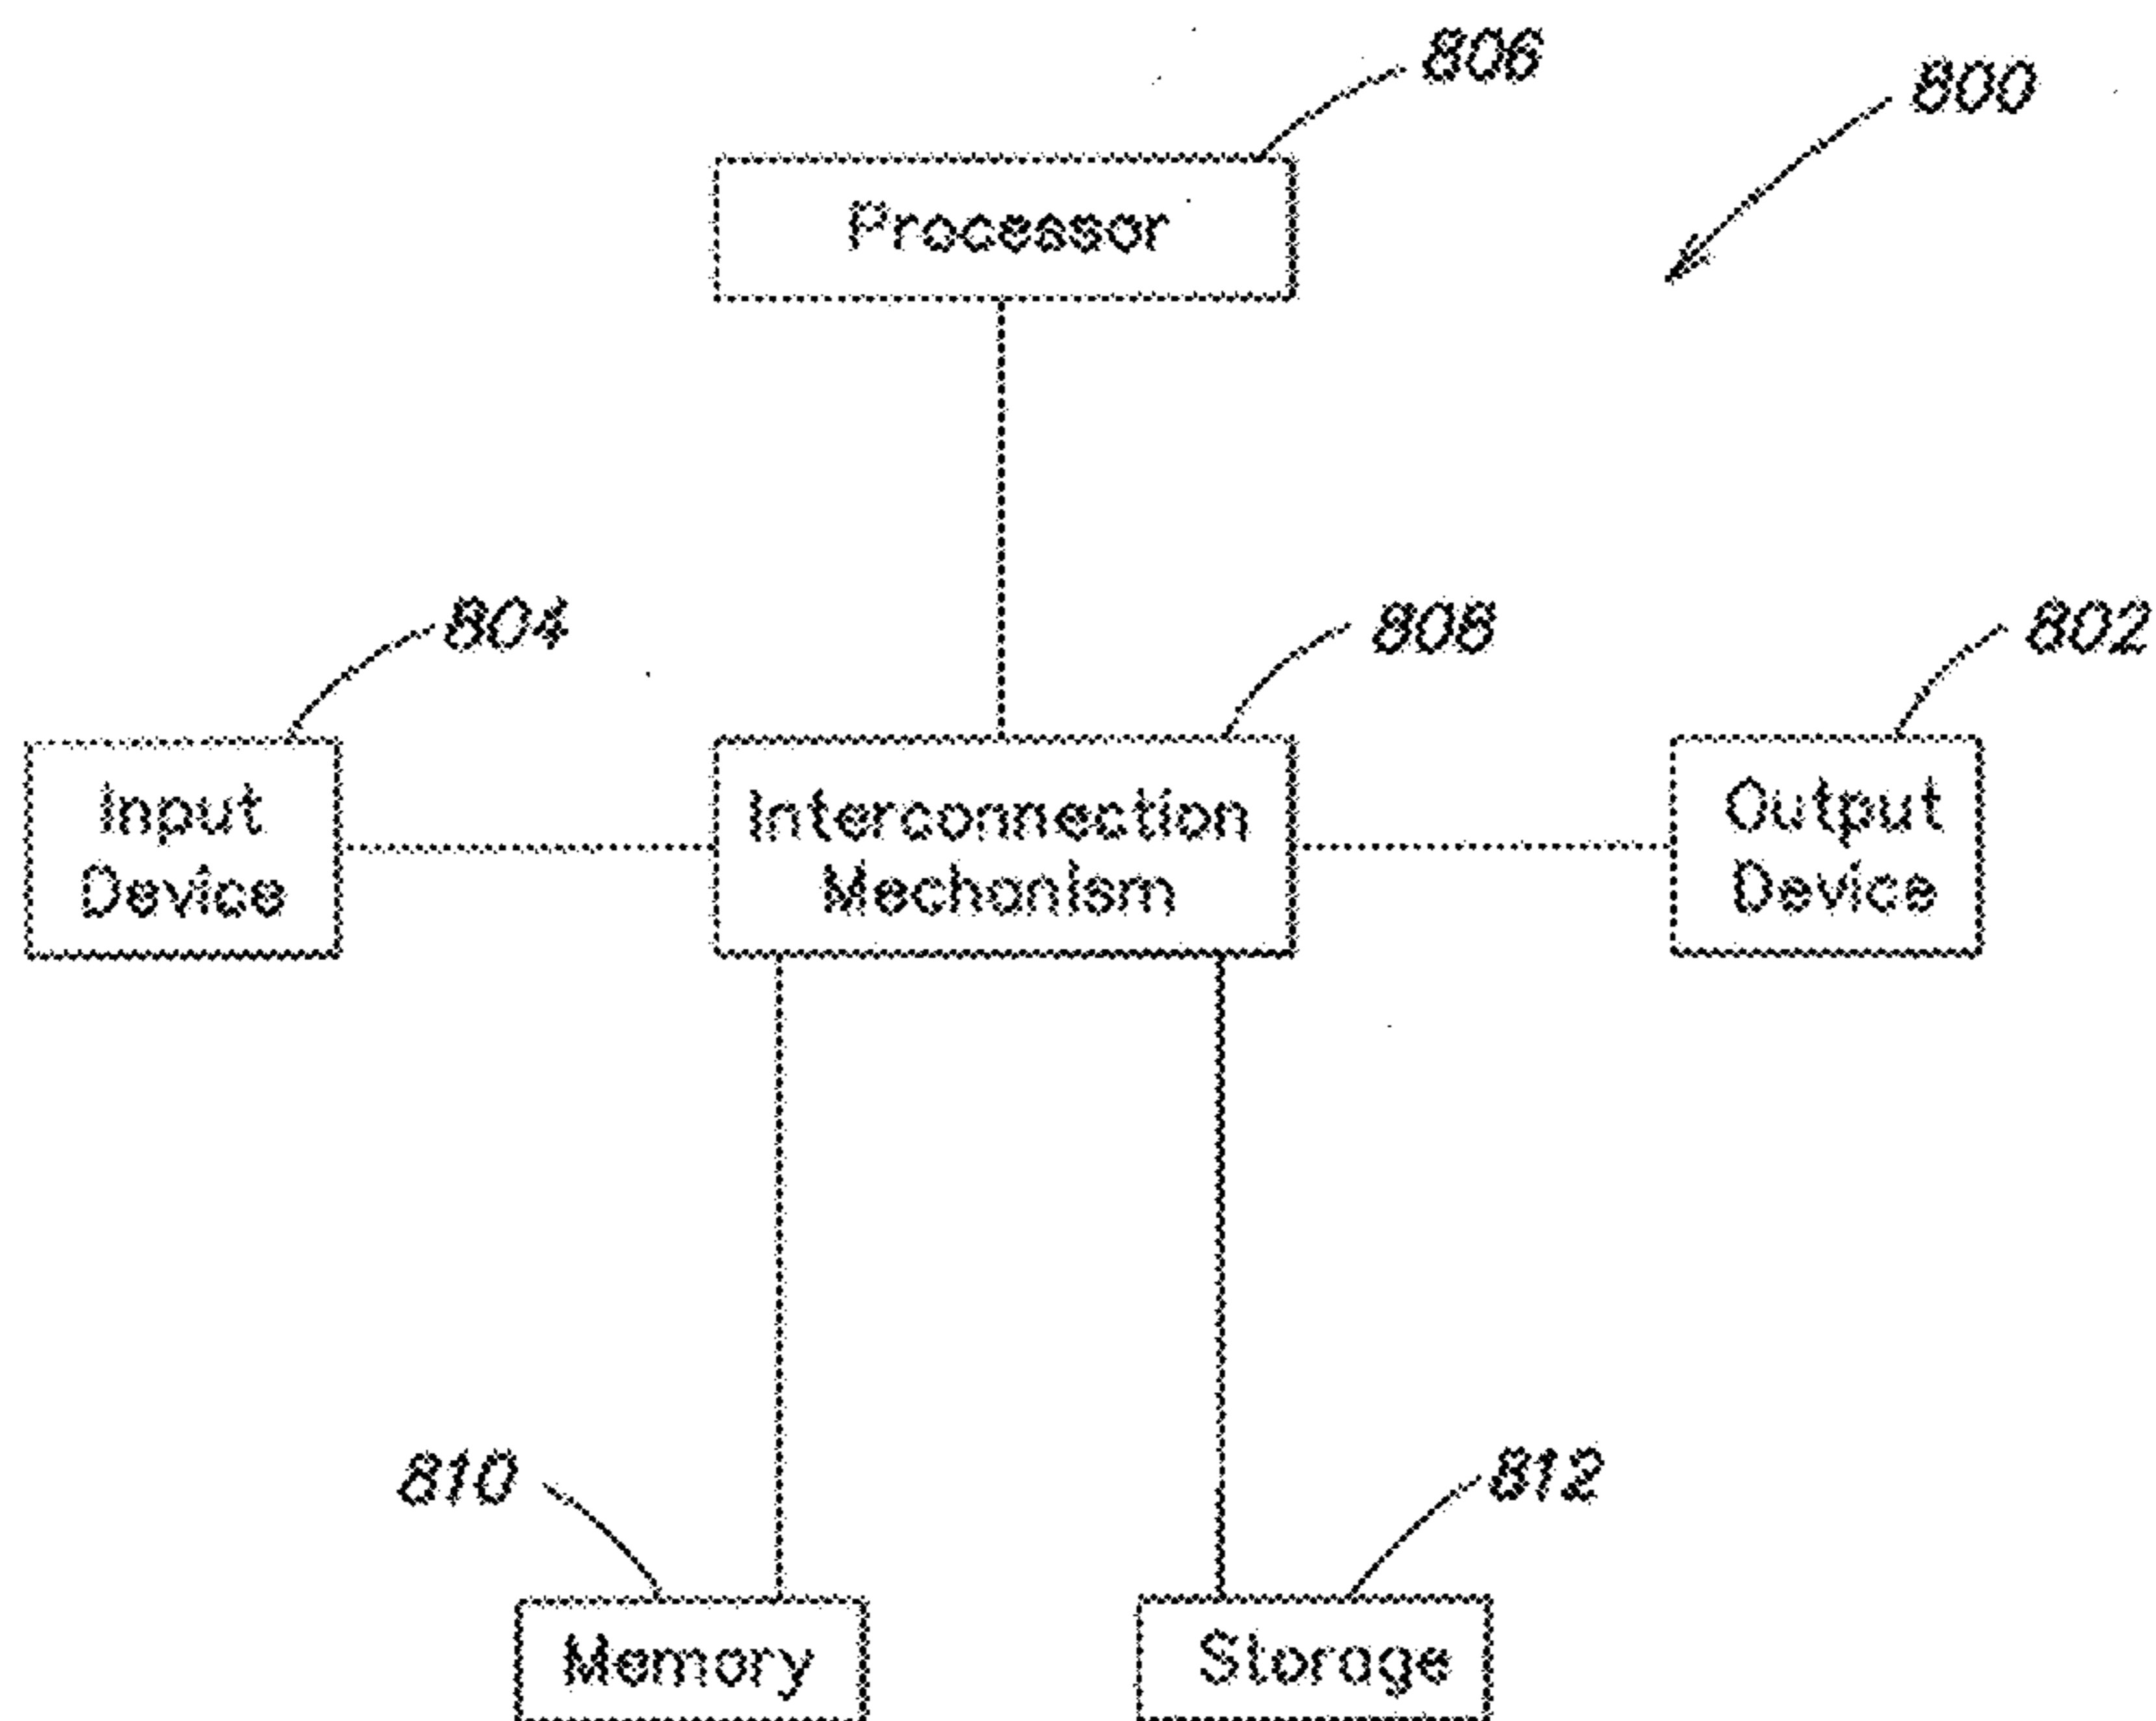 806
800
Processor
804
808
802
Input
Device
Interconnection
Mechanism
Output
Device
810
812
Memory
Storage